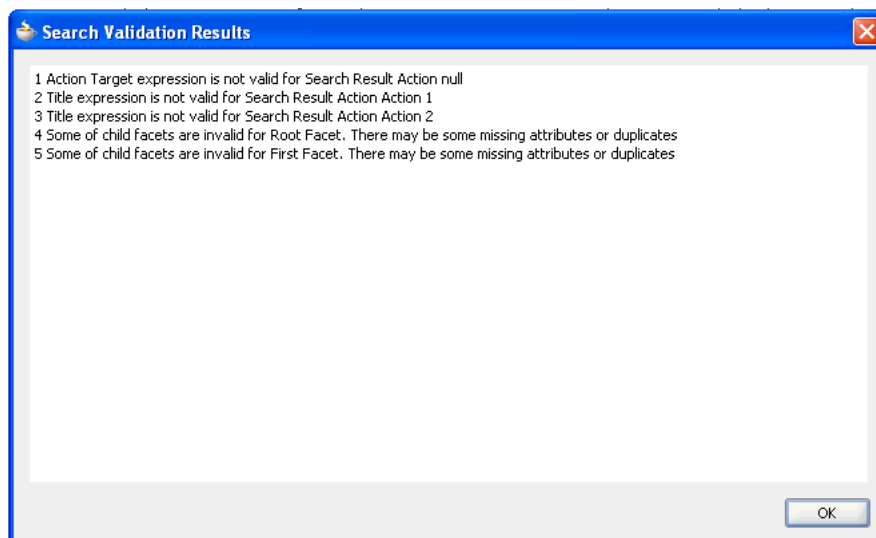 Search Validation Results
1 Action Target expression is not valid for Search Result Action null
2 Title expression is not valid for Search Result Action Action 1
3 Title expression is not valid for Search Result Action Action 2
4 Some of child facets are invalid for Root Facet. There may be some missing attributes or duplicates
5 Some of child facets are invalid for First Facet. There may be some missing attributes or duplicates
OK